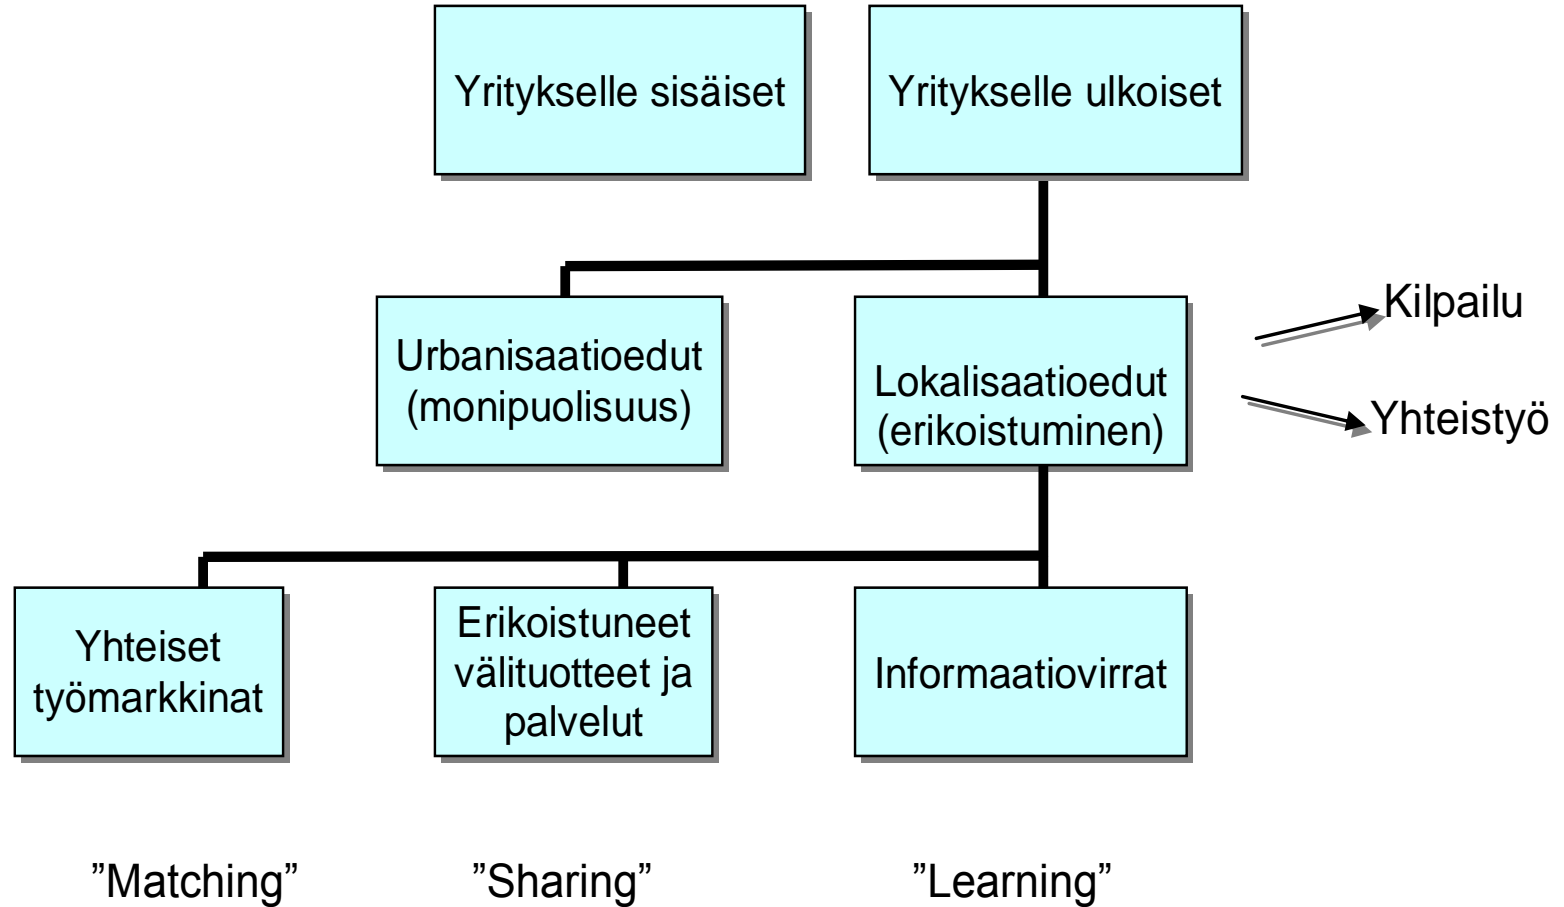 Yritykselle sisäiset
Yritykselle ulkoiset
Urbanisaatioedut
(monipuolisuus)
Lokalisaatioedut
(erikoistuminen)
Kilpailu
Yhteistyö
Yhteiset
työmarkkinat
Erikoistuneet
välituotteet ja
palvelut
Informaatiovirrat
”Matching”
”Sharing”
”Learning”